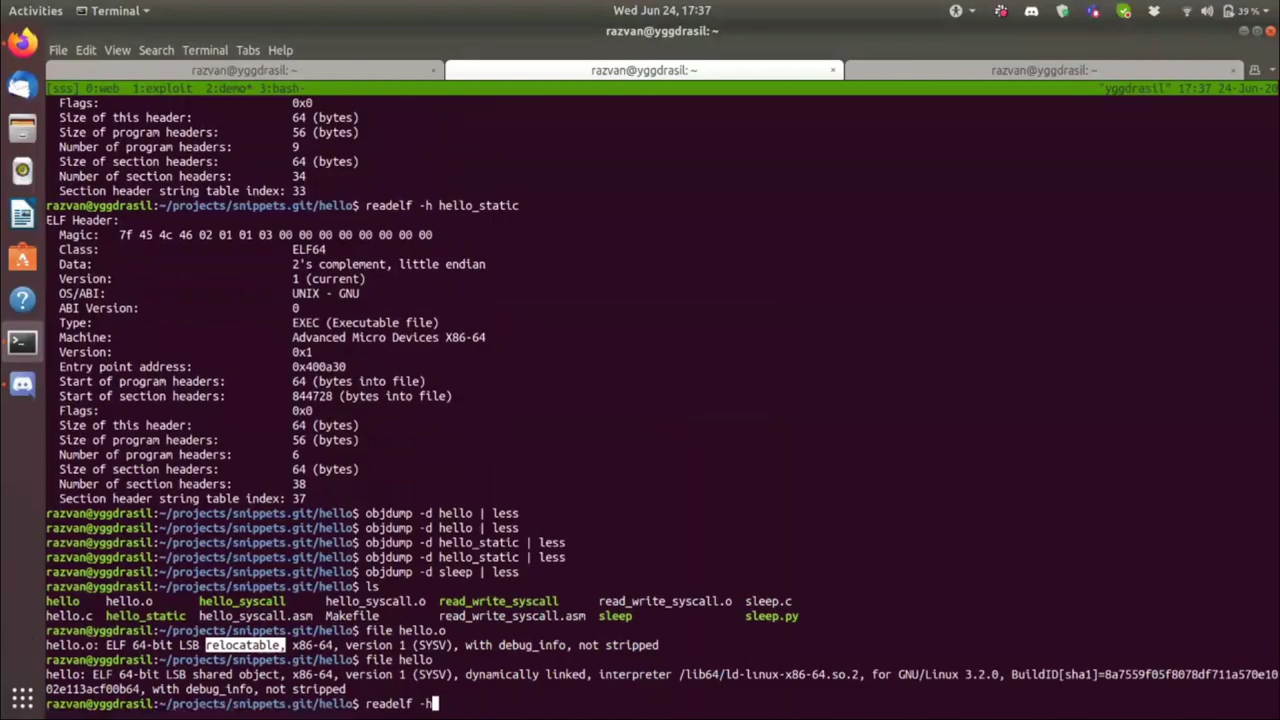 Activities Terminal Wed Jun 24, 17:37 39 %
razvan@yggdrasil: ~
File Edit View Search Terminal Tabs Help
razvan@yggdrasil: ~ × razvan@yggdrasil: ~ × razvan@yggdrasil: ~ ×
[sss] 0:web 1:exploit 2:demo* 3:bash- "yggdrasil" 17:37 24-Jun-20
Flags: 0x0
Size of this header: 64 (bytes)
Size of program headers: 56 (bytes)
Number of program headers: 9
Size of section headers: 64 (bytes)
Number of section headers: 34
Section header string table index: 33
razvan@yggdrasil:~/projects/snippets.git/hello$ readelf -h hello_static
ELF Header:
Magic: 7f 45 4c 46 02 01 01 03 00 00 00 00 00 00 00 00
Class: ELF64
Data: 2's complement, little endian
Version: 1 (current)
OS/ABI: UNIX - GNU
ABI Version: 0
Type: EXEC (Executable file)
Machine: Advanced Micro Devices X86-64
Version: 0x1
Entry point address: 0x400a30
Start of program headers: 64 (bytes into file)
Start of section headers: 844728 (bytes into file)
Flags: 0x0
Size of this header: 64 (bytes)
Size of program headers: 56 (bytes)
Number of program headers: 6
Size of section headers: 64 (bytes)
Number of section headers: 38
Section header string table index: 37
razvan@yggdrasil:~/projects/snippets.git/hello$ objdump -d hello | less
razvan@yggdrasil:~/projects/snippets.git/hello$ objdump -d hello | less
razvan@yggdrasil:~/projects/snippets.git/hello$ objdump -d hello_static | less
razvan@yggdrasil:~/projects/snippets.git/hello$ objdump -d hello_static | less
razvan@yggdrasil:~/projects/snippets.git/hello$ objdump -d sleep | less
razvan@yggdrasil:~/projects/snippets.git/hello$ ls
hello hello.o hello_syscall hello_syscall.o read_write_syscall read_write_syscall.o sleep.c
hello.c hello_static hello_syscall.asm Makefile read_write_syscall.asm sleep sleep.py
razvan@yggdrasil:~/projects/snippets.git/hello$ file hello.o
hello.o: ELF 64-bit LSB relocatable, x86-64, version 1 (SYSV), with debug_info, not stripped
razvan@yggdrasil:~/projects/snippets.git/hello$ file hello
hello: ELF 64-bit LSB shared object, x86-64, version 1 (SYSV), dynamically linked, interpreter /lib64/ld-linux-x86-64.so.2, for GNU/Linux 3.2.0, BuildID[sha1]=8a7559f05f8078df711a570e10
02e113acf00b64, with debug_info, not stripped
razvan@yggdrasil:~/projects/snippets.git/hello$ readelf -h